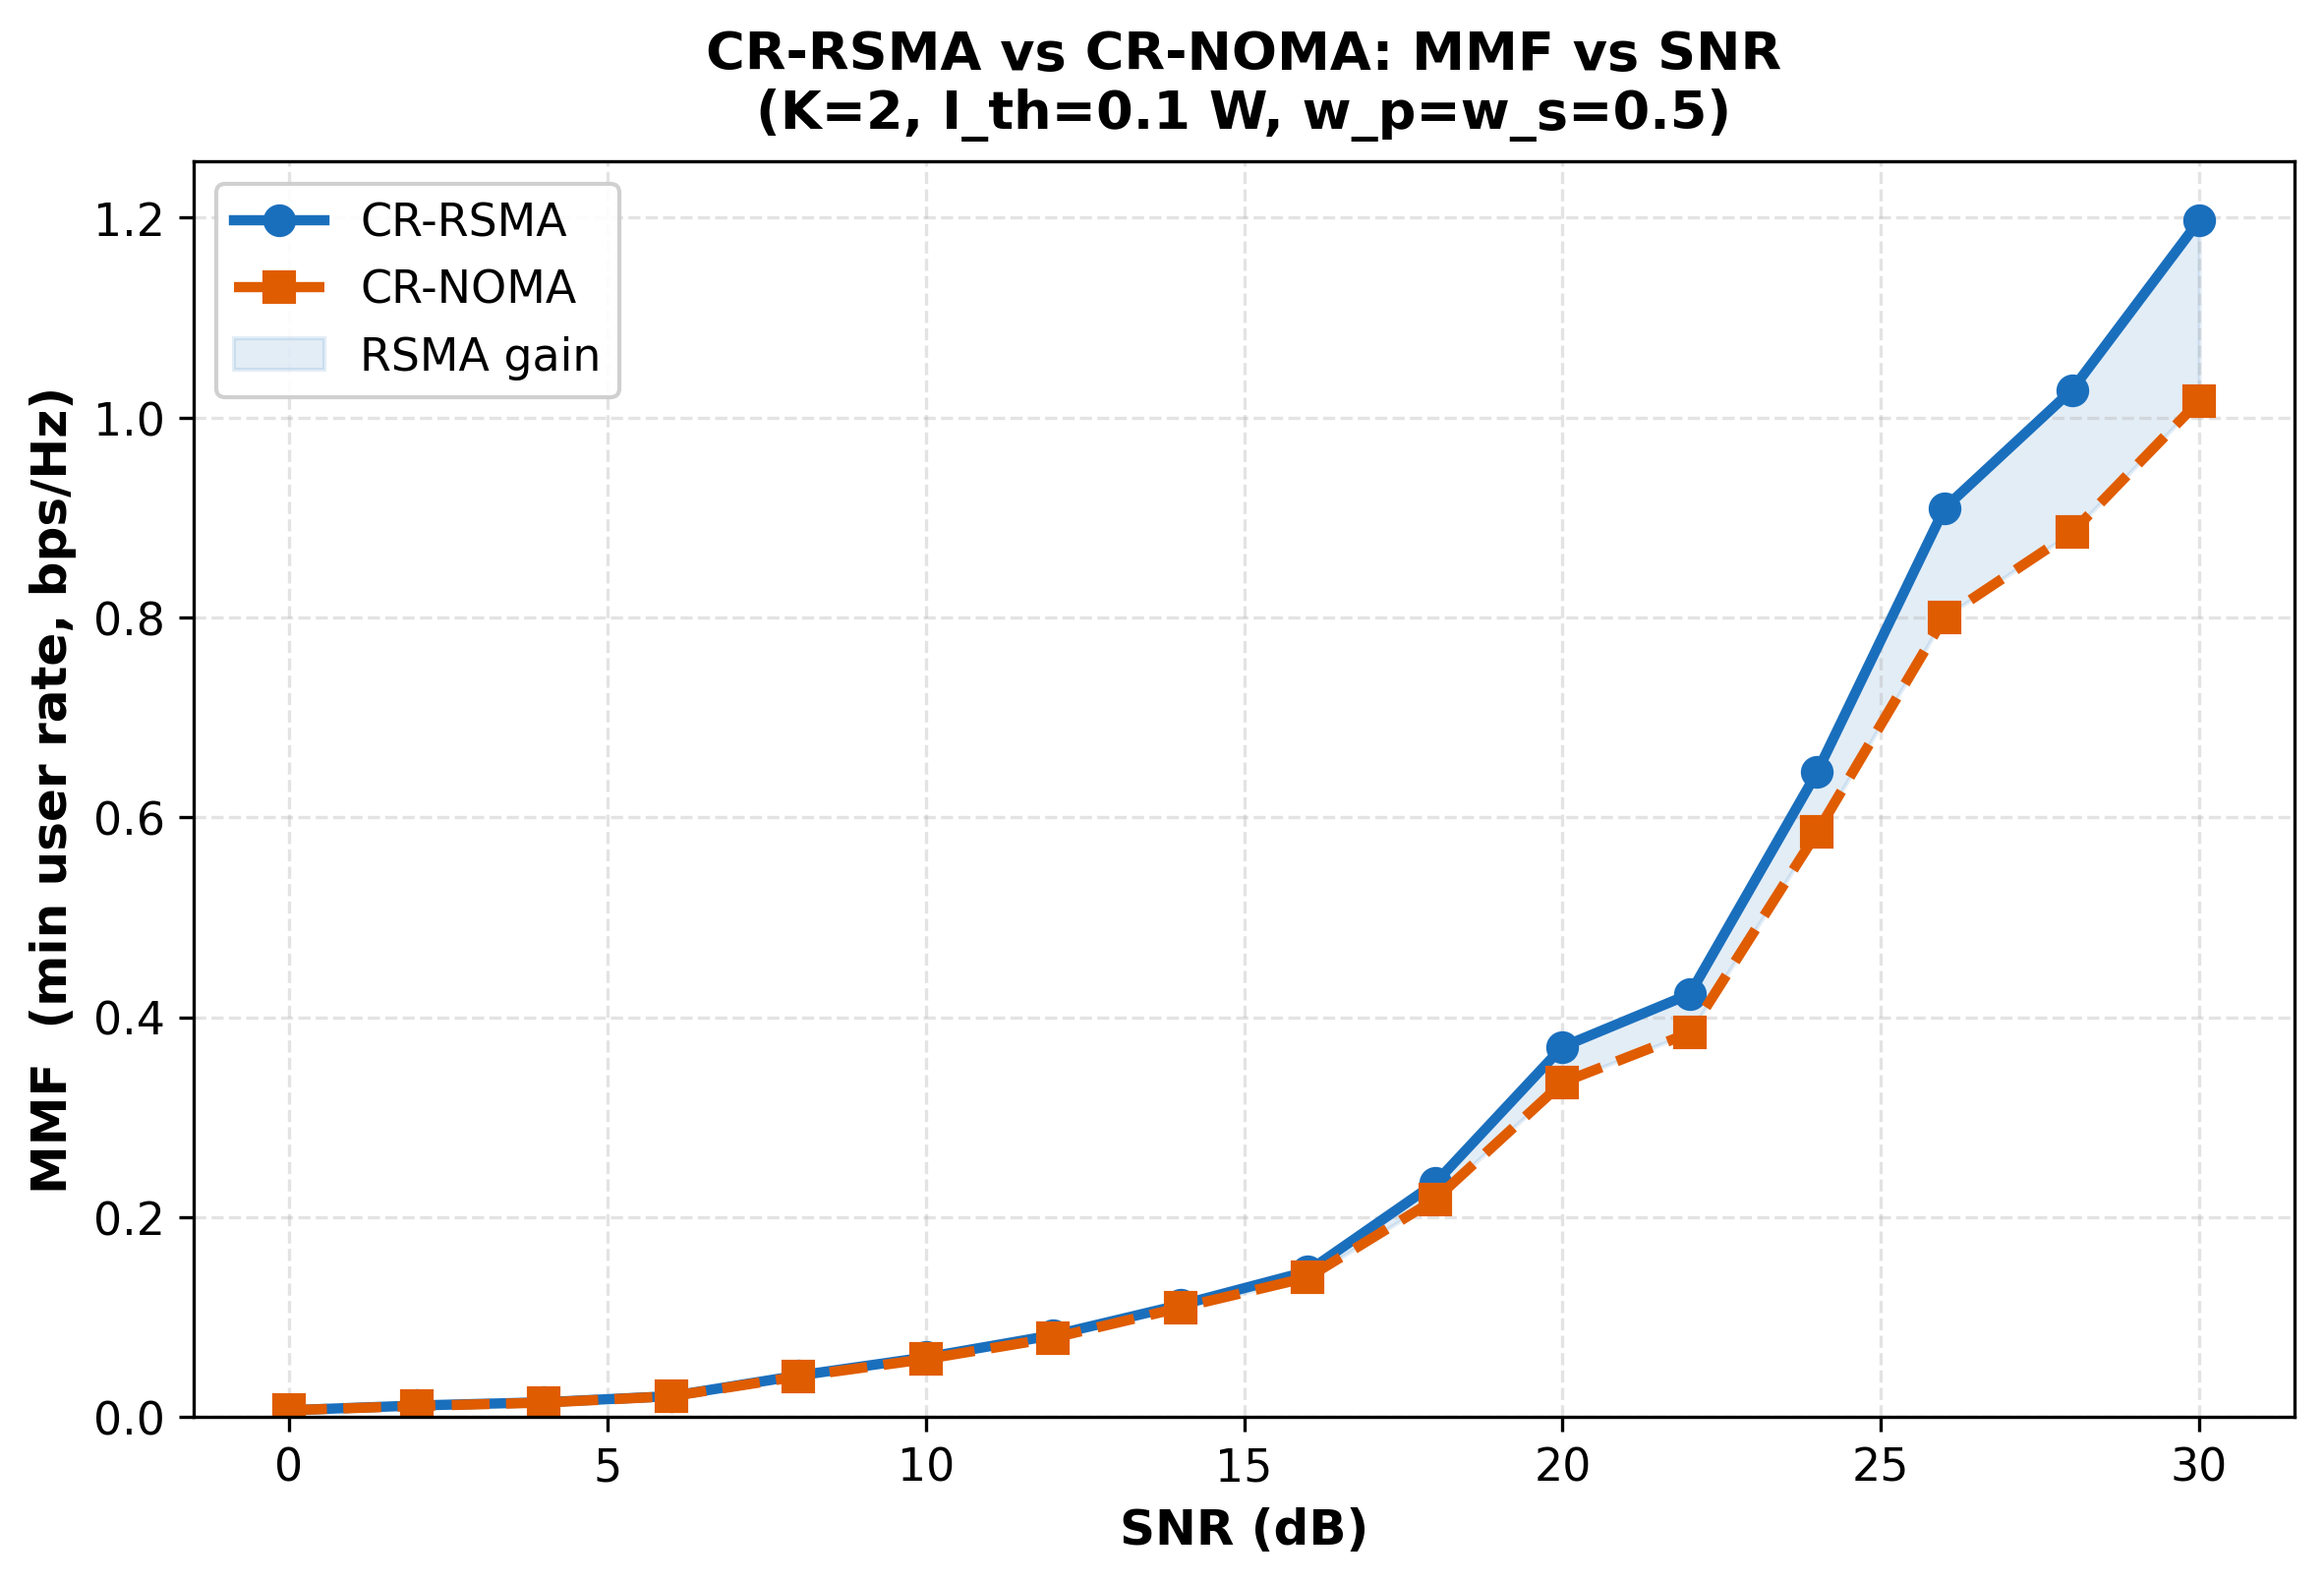 CR-RSMA vs CR-NOMA: MMF vs SNR
(K=2, I_th=0.1 W, w_p=w_s=0.5)
CR-RSMA
CR-NOMA
RSMA gain
MMF  (min user rate, bps/Hz)
1.2
1.0
0.8
0.6
0.4
0.2
0.0
0 5 10 15 20 25 30
SNR (dB)